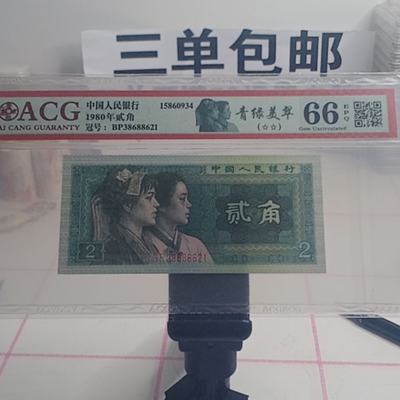 三单包邮
ACG
AI CANG GUARANTY
中国人民银行
1980年贰角
冠号：BP38688621
15860934
青绿美翠
(☆☆)
66 EPQ
Gem Uncirculated
中国人民银行
贰角
2
2